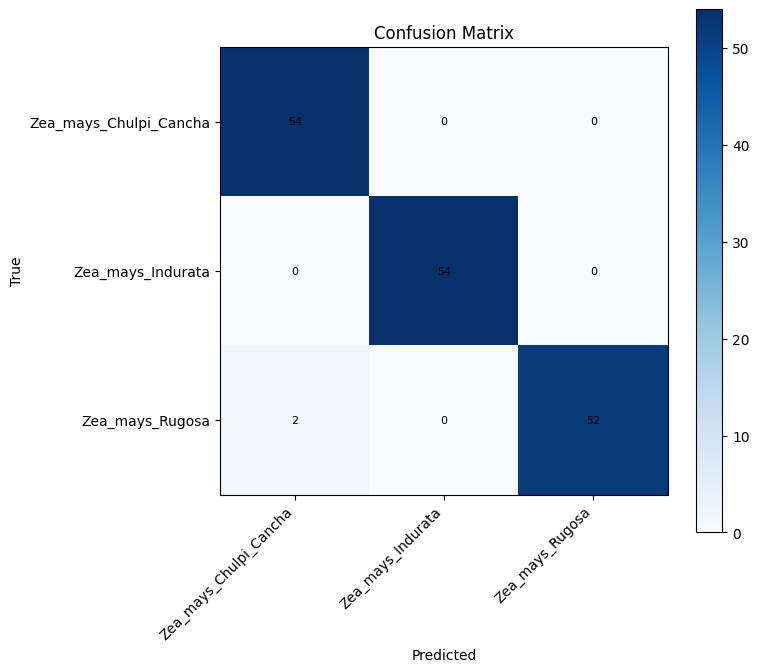 Confusion Matrix
True
Zea_mays_Chulpi_Cancha
54 0 0
Zea_mays_Indurata
0 54 0
Zea_mays_Rugosa
2 0 52
Zea_mays_Chulpi_Cancha
Zea_mays_Indurata
Zea_mays_Rugosa
Predicted
50
40
30
20
10
0